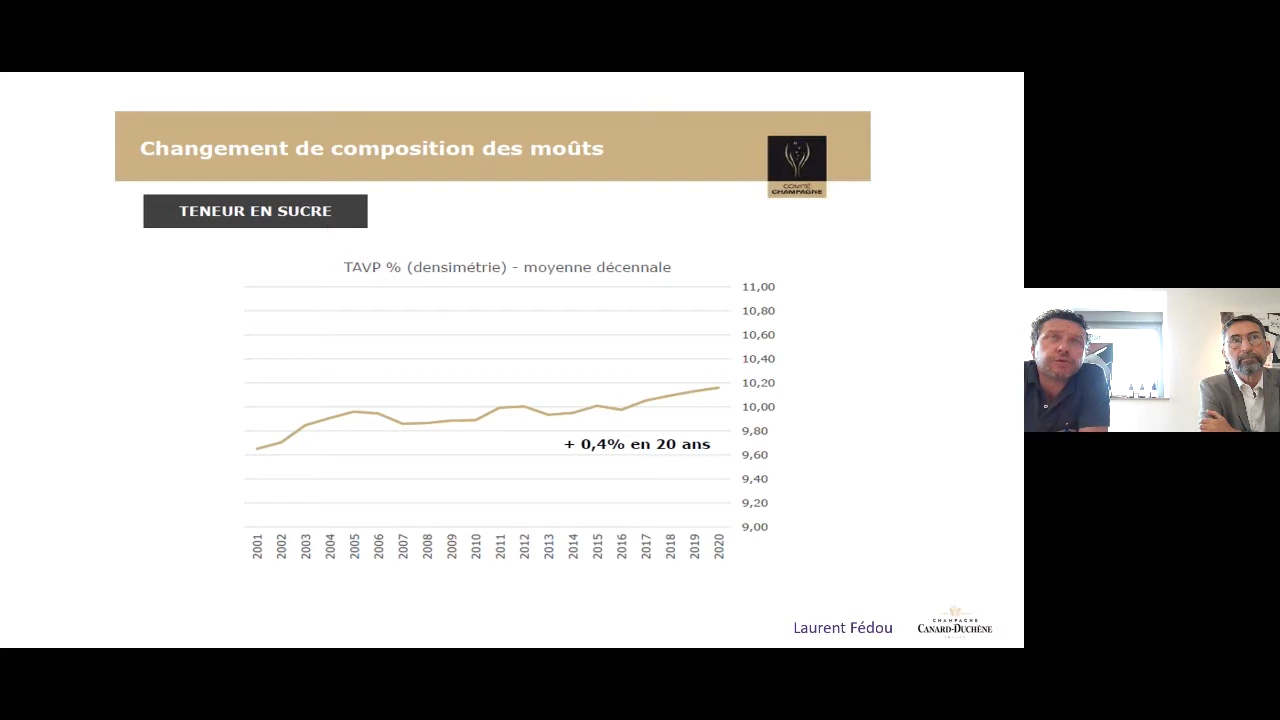 Changement de composition des moûts
COMITÉ
CHAMPAGNE
TENEUR EN SUCRE
TAVP % (densimétrie) - moyenne décennale
11,00
10,80
10,60
10,40
10,20
10,00
9,80
+ 0,4% en 20 ans
9,60
9,40
9,20
9,00
2001 2002 2003 2004 2005 2006 2007 2008 2009 2010 2011 2012 2013 2014 2015 2016 2017 2018 2019 2020
Laurent Fédou
CHAMPAGNE
CANARD-DUCHÊNE